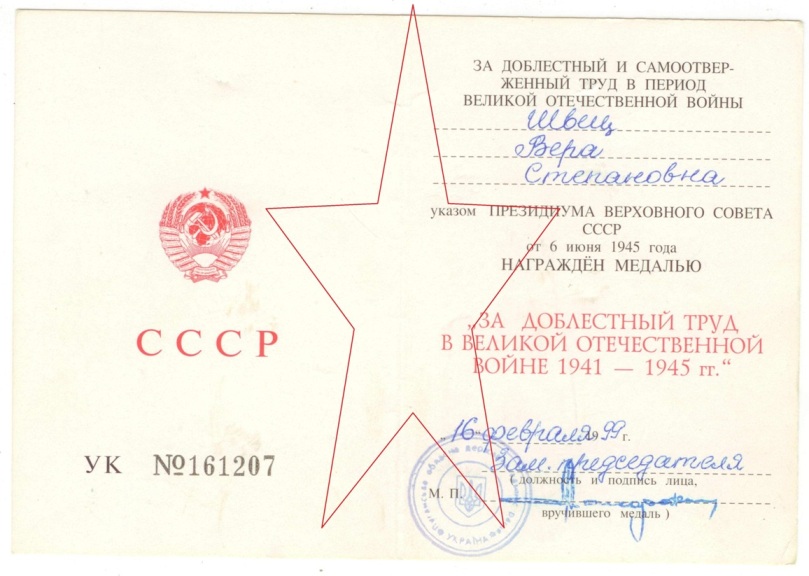 СССР
УК №161207
ЗА ДОБЛЕСТНЫЙ И САМООТВЕР-
ЖЕННЫЙ ТРУД В ПЕРИОД
ВЕЛИКОЙ ОТЕЧЕСТВЕННОЙ ВОЙНЫ
Швец
Вера
Степановна
указом ПРЕЗИДИУМА ВЕРХОВНОГО СОВЕТА
СССР
от 6 июня 1945 года
НАГРАЖДЁН МЕДАЛЬЮ
„ЗА ДОБЛЕСТНЫЙ ТРУД
В ВЕЛИКОЙ ОТЕЧЕСТВЕННОЙ
ВОЙНЕ 1941 — 1945 гг.“
„16“ февраля 1999 г.
Зам. председателя
( должность и подпись лица,
М. П.
вручившего медаль )
УКРАЇНА